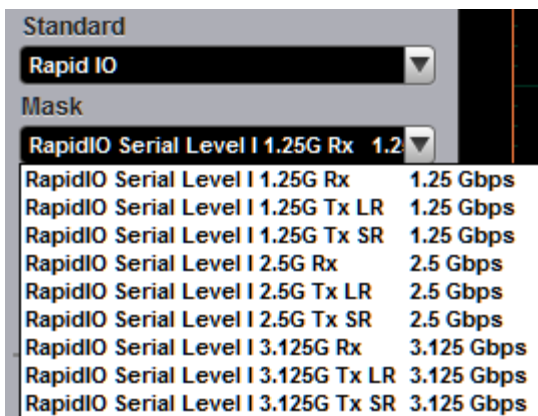 Standard
Rapid IO
Mask
RapidIO Serial Level I 1.25G Rx 1.2
RapidIO Serial Level I 1.25G Rx 1.25 Gbps
RapidIO Serial Level I 1.25G Tx LR 1.25 Gbps
RapidIO Serial Level I 1.25G Tx SR 1.25 Gbps
RapidIO Serial Level I 2.5G Rx 2.5 Gbps
RapidIO Serial Level I 2.5G Tx LR 2.5 Gbps
RapidIO Serial Level I 2.5G Tx SR 2.5 Gbps
RapidIO Serial Level I 3.125G Rx 3.125 Gbps
RapidIO Serial Level I 3.125G Tx LR 3.125 Gbps
RapidIO Serial Level I 3.125G Tx SR 3.125 Gbps